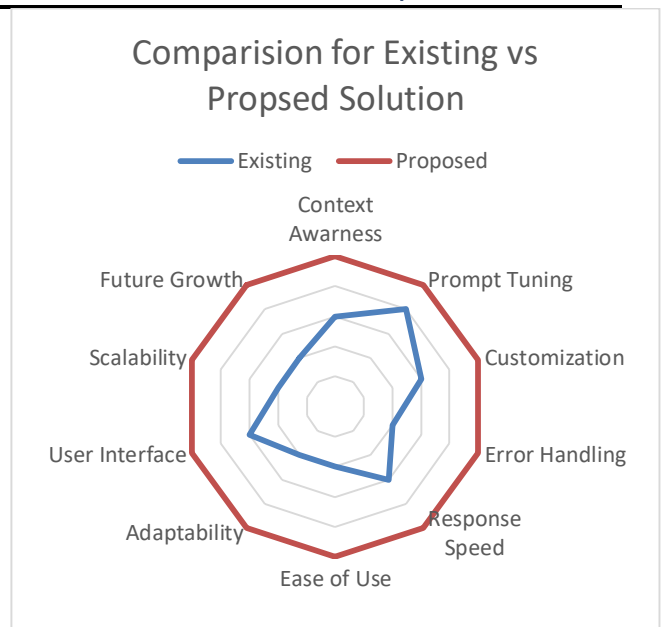 Comparision for Existing vs
Propsed Solution
Existing
Proposed
Context
Awarness
Prompt Tuning
Customization
Error Handling
Response
Speed
Ease of Use
Adaptability
User Interface
Scalability
Future Growth